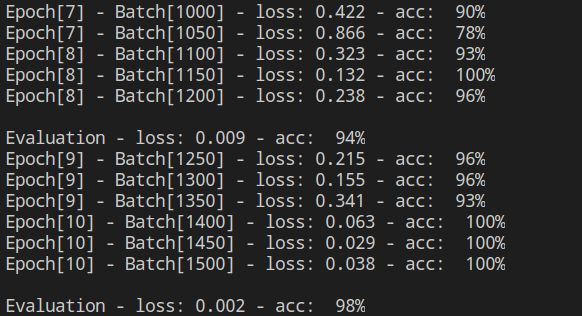 Epoch[7] - Batch[1000] - loss: 0.422 - acc:  90%
Epoch[7] - Batch[1050] - loss: 0.866 - acc:  78%
Epoch[8] - Batch[1100] - loss: 0.323 - acc:  93%
Epoch[8] - Batch[1150] - loss: 0.132 - acc:  100%
Epoch[8] - Batch[1200] - loss: 0.238 - acc:  96%
Evaluation - loss: 0.009 - acc:  94%
Epoch[9] - Batch[1250] - loss: 0.215 - acc:  96%
Epoch[9] - Batch[1300] - loss: 0.155 - acc:  96%
Epoch[9] - Batch[1350] - loss: 0.341 - acc:  93%
Epoch[10] - Batch[1400] - loss: 0.063 - acc:  100%
Epoch[10] - Batch[1450] - loss: 0.029 - acc:  100%
Epoch[10] - Batch[1500] - loss: 0.038 - acc:  100%
Evaluation - loss: 0.002 - acc:  98%